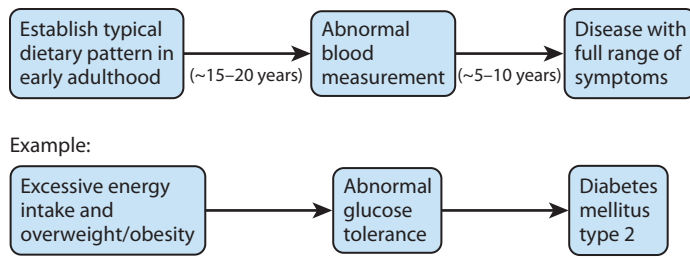 Establish typical
dietary pattern in
early adulthood
(~15–20 years)
Abnormal
blood
measurement
(~5–10 years)
Disease with
full range of
symptoms
Example:
Excessive energy
intake and
overweight/obesity
Abnormal
glucose
tolerance
Diabetes
mellitus
type 2